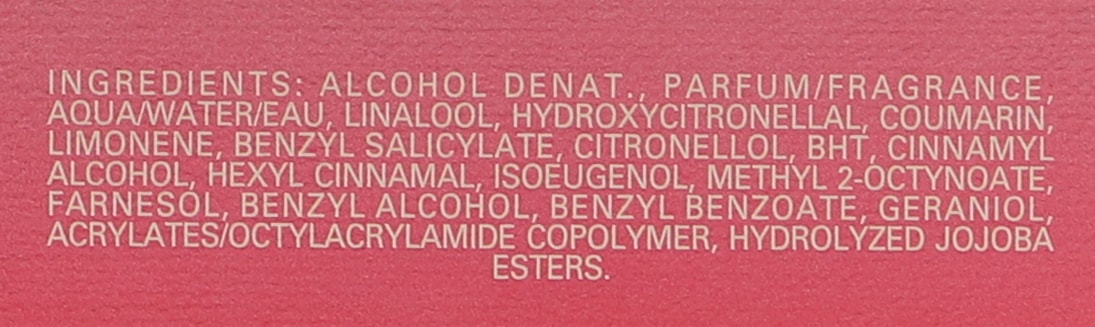 INGREDIENTS: ALCOHOL DENAT., PARFUM/FRAGRANCE,
AQUA/WATER/EAU, LINALOOL, HYDROXYCITRONELLAL, COUMARIN,
LIMONENE, BENZYL SALICYLATE, CITRONELLOL, BHT, CINNAMYL
ALCOHOL, HEXYL CINNAMAL, ISOEUGENOL, METHYL 2-OCTYNOATE,
FARNESOL, BENZYL ALCOHOL, BENZYL BENZOATE, GERANIOL,
ACRYLATES/OCTYLACRYLAMIDE COPOLYMER, HYDROLYZED JOJOBA
ESTERS.